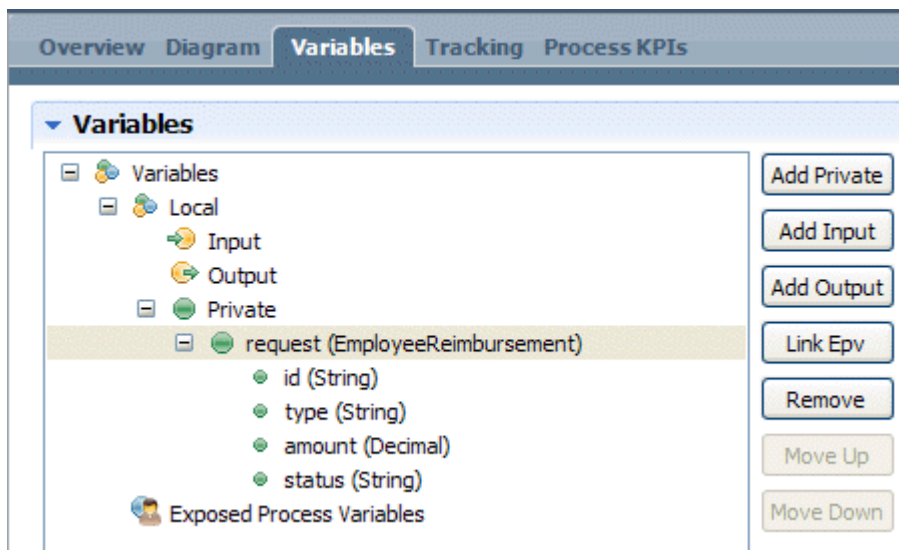 Overview Diagram Variables Tracking Process KPIs
Variables
Variables
Local
Input
Output
Private
request (EmployeeReimbursement)
id (String)
type (String)
amount (Decimal)
status (String)
Exposed Process Variables
Add Private
Add Input
Add Output
Link Epv
Remove
Move Up
Move Down